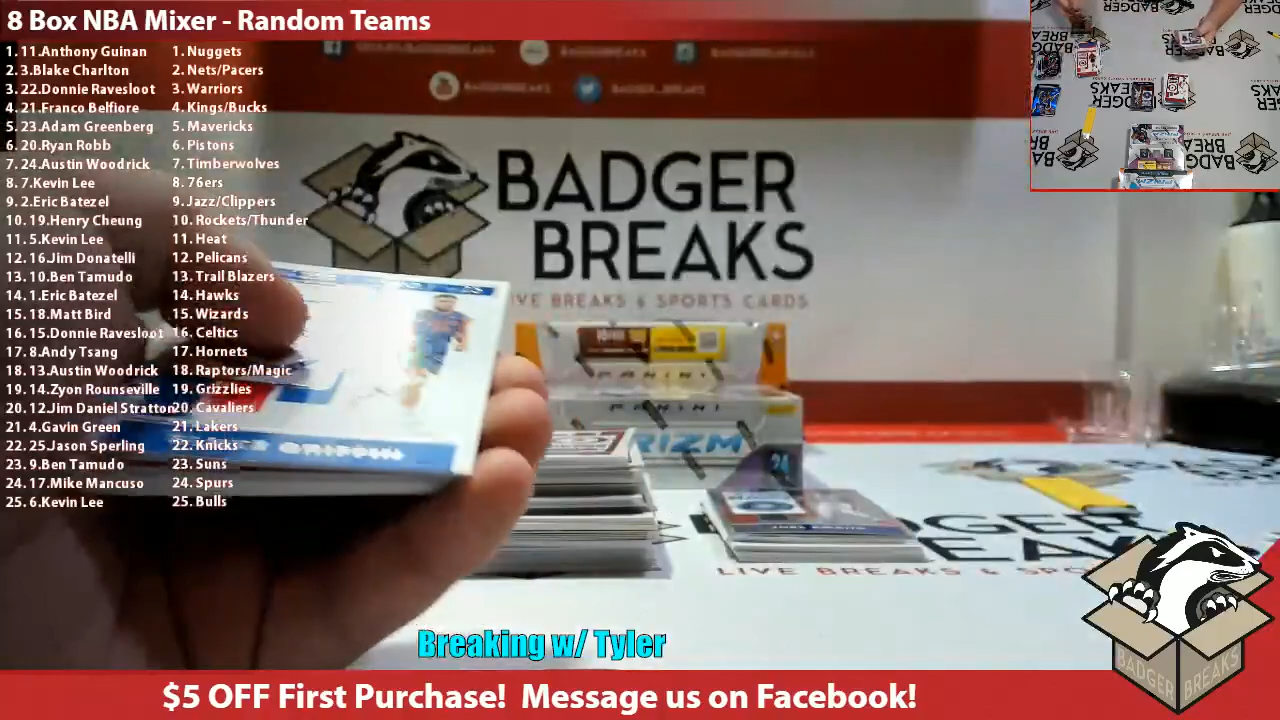 8 Box NBA Mixer - Random Teams
1. 11.Anthony Guinan 1. Nuggets
2. 3.Blake Charlton 2. Nets/Pacers
3. 22.Donnie Ravesloot 3. Warriors
4. 21.Franco Belfiore 4. Kings/Bucks
5. 23.Adam Greenberg 5. Mavericks
6. 20.Ryan Robb 6. Pistons
7. 24.Austin Woodrick 7. Timberwolves
8. 7.Kevin Lee 8. 76ers
9. 2.Eric Batezel 9. Jazz/Clippers
10. 19.Henry Cheung 10. Rockets/Thunder
11. 5.Kevin Lee 11. Heat
12. 16.Jim Donatelli 12. Pelicans
13. 10.Ben Tamudo 13. Trail Blazers
14. 1.Eric Batezel 14. Hawks
15. 18.Matt Bird 15. Wizards
16. 15.Donnie Ravesloot 16. Celtics
17. 8.Andy Tsang 17. Hornets
18. 13.Austin Woodrick 18. Raptors/Magic
19. 14.Zyon Rounseville 19. Grizzlies
20. 12.Jim Daniel Stratton 20. Cavaliers
21. 4.Gavin Green 21. Lakers
22. 25.Jason Sperling 22. Knicks
23. 9.Ben Tamudo 23. Suns
24. 17.Mike Mancuso 24. Spurs
25. 6.Kevin Lee 25. Bulls
BADGER
BREAKS
IVE BREAKS & SPORTS CARDS
PANINI
PANINI
RIZM
GRIFFIN
LIVE BREAKS & SPO
Breaking w/ Tyler
BADGER BREAKS
$5 OFF First Purchase! Message us on Facebook!